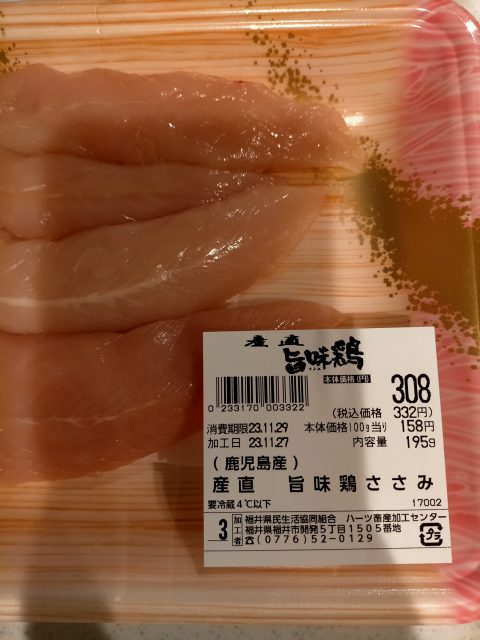 産直
旨味鶏
本体価格(円)
308
(税込価格 332円)
0 233170 003322
消費期限23.11.29 本体価格100g当り 158円
加工日 23.11.27 内容量 195g
(鹿児島産)
産直 旨味鶏ささみ
要冷蔵4℃以下 17002
3 加工者 福井県民生活協同組合 ハーツ畜産加工センター
福井県福井市開発5丁目1505番地
☎(0776)52-0129
プラ